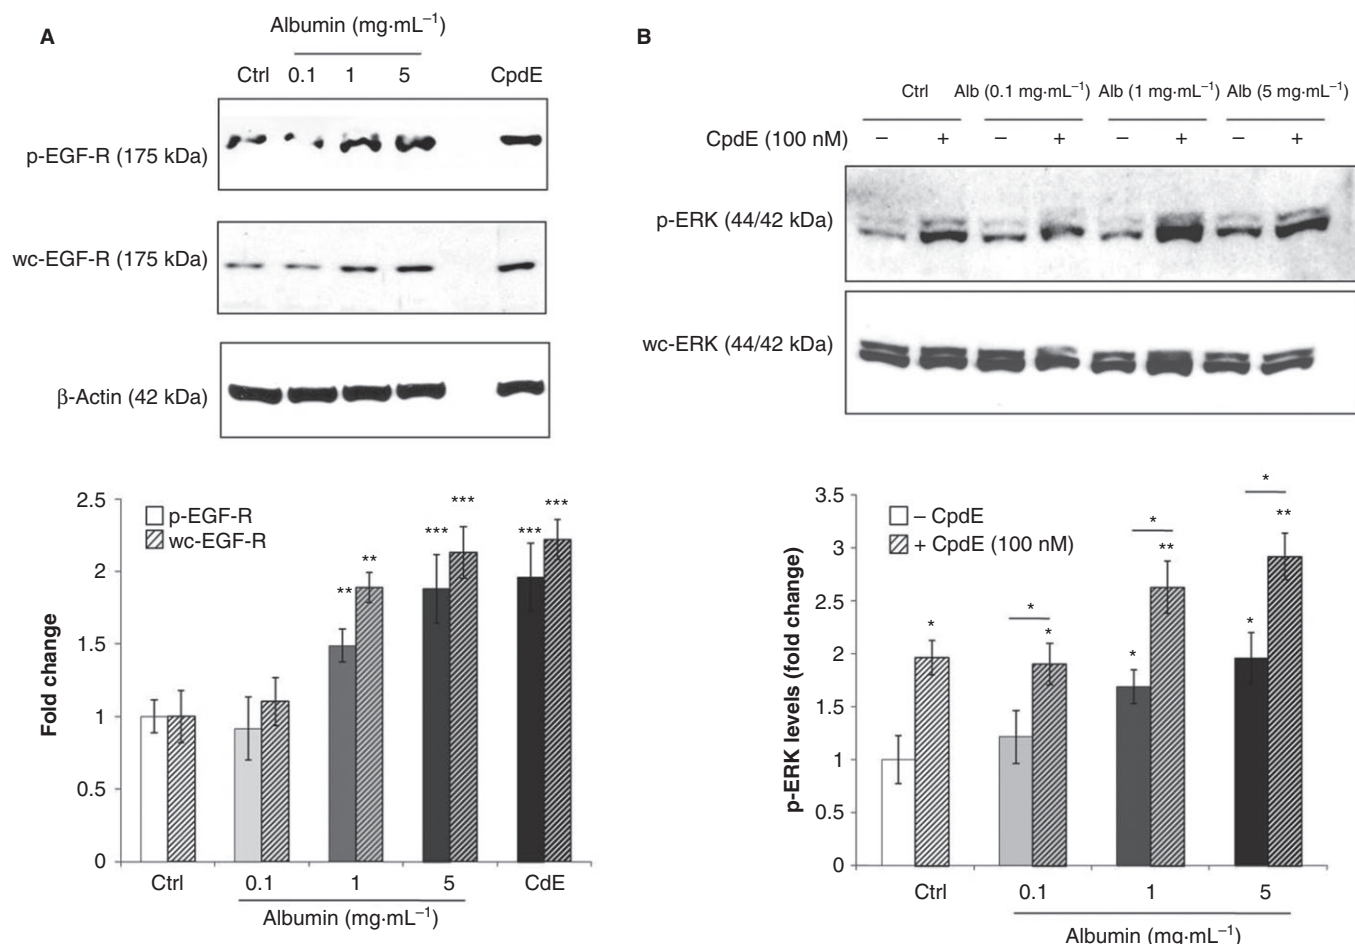 A
Albumin (mg·mL⁻¹)
Ctrl 0.1 1 5 CpdE
p-EGF-R (175 kDa)
wc-EGF-R (175 kDa)
β-Actin (42 kDa)
2.5
2
1.5
1
0.5
0
Fold change
p-EGF-R
wc-EGF-R
** ** *** *** *** ***
Ctrl 0.1 1 5 CdE
Albumin (mg·mL⁻¹)
B
Ctrl Alb (0.1 mg·mL⁻¹) Alb (1 mg·mL⁻¹) Alb (5 mg·mL⁻¹)
CpdE (100 nM) – + – + – + – +
p-ERK (44/42 kDa)
wc-ERK (44/42 kDa)
3.5
3
2.5
2
1.5
1
0.5
0
p-ERK levels (fold change)
– CpdE
+ CpdE (100 nM)
* * * * * ** * * **
Ctrl 0.1 1 5
Albumin (mg·mL⁻¹)